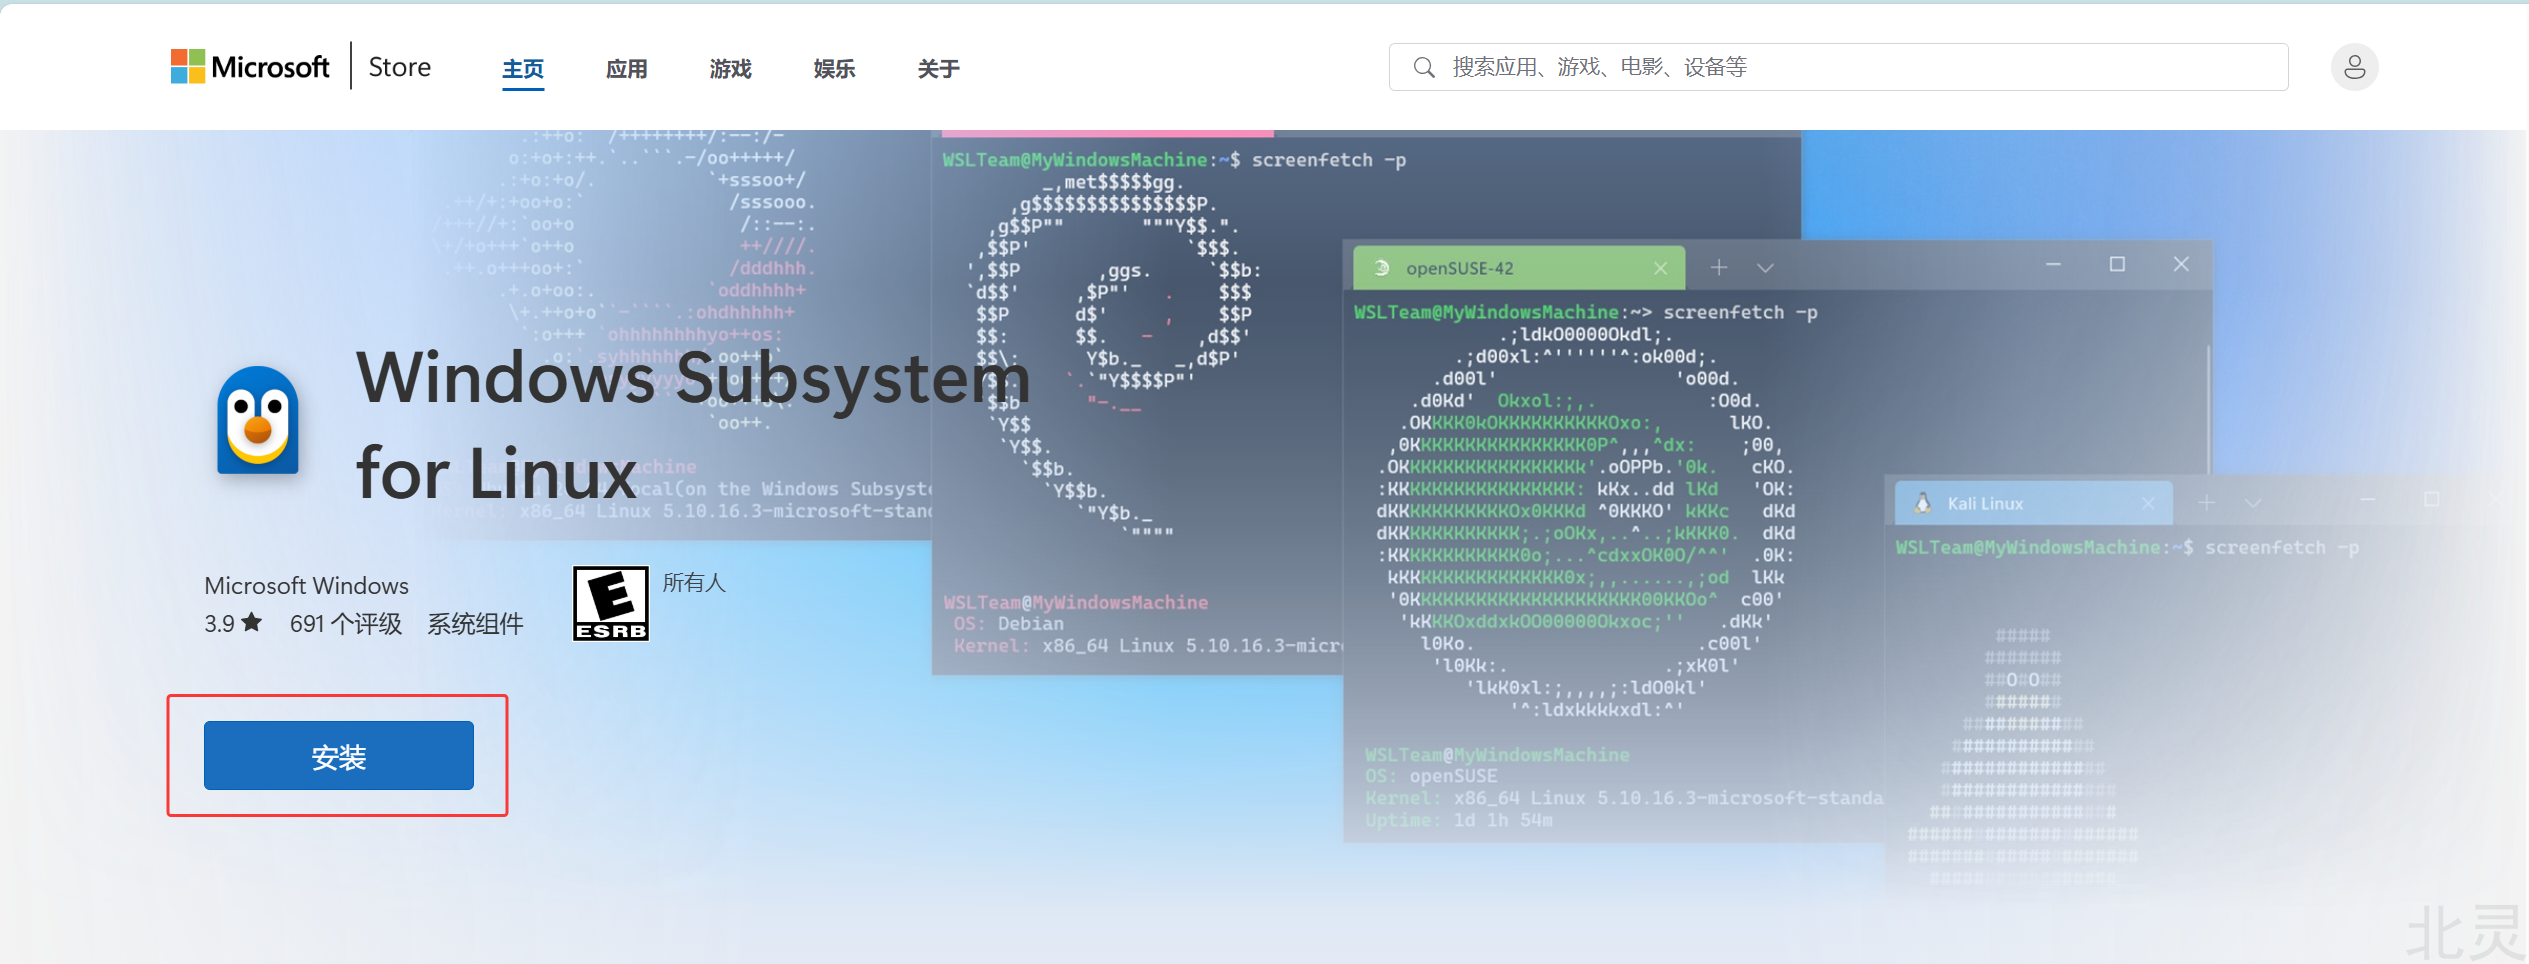 Microsoft Store 主页 应用 游戏 娱乐 关于 搜索应用、游戏、电影、设备等
WSLTeam@MyWindowsMachine:~$ screenfetch -p
openSUSE-42
WSLTeam@MyWindowsMachine:~> screenfetch -p
Windows Subsystem
for Linux
Kali Linux
WSLTeam@MyWindowsMachine:~$ screenfetch -p
Microsoft Windows
3.9 ★ 691 个评级 系统组件
E
ESRB
所有人
WSLTeam@MyWindowsMachine
OS: Debian
Kernel: x86_64 Linux 5.10.16.3-micr
安装
WSLTeam@MyWindowsMachine
OS: openSUSE
Kernel: x86_64 Linux 5.10.16.3-microsoft-standa
Uptime: 1d 1h 54m
北灵